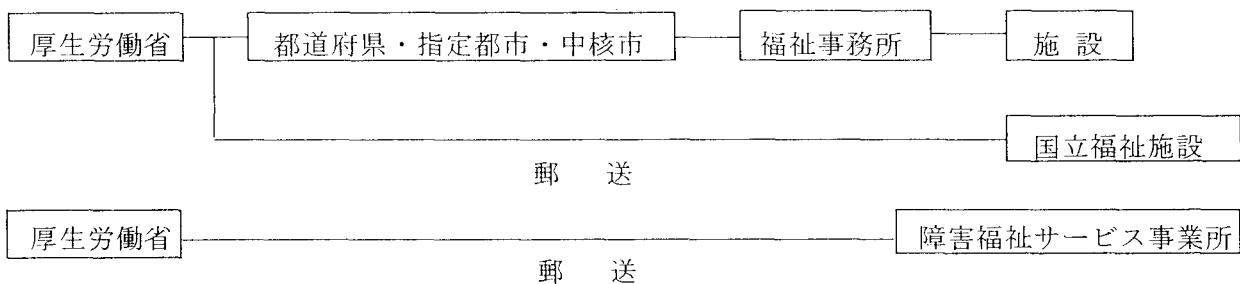 厚生労働省 都道府県・指定都市・中核市 福祉事務所 施 設
国立福祉施設
郵 送
厚生労働省 障害福祉サービス事業所
郵 送